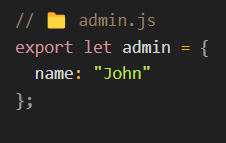 // 📁 admin.js
export let admin = {
  name: "John"
};